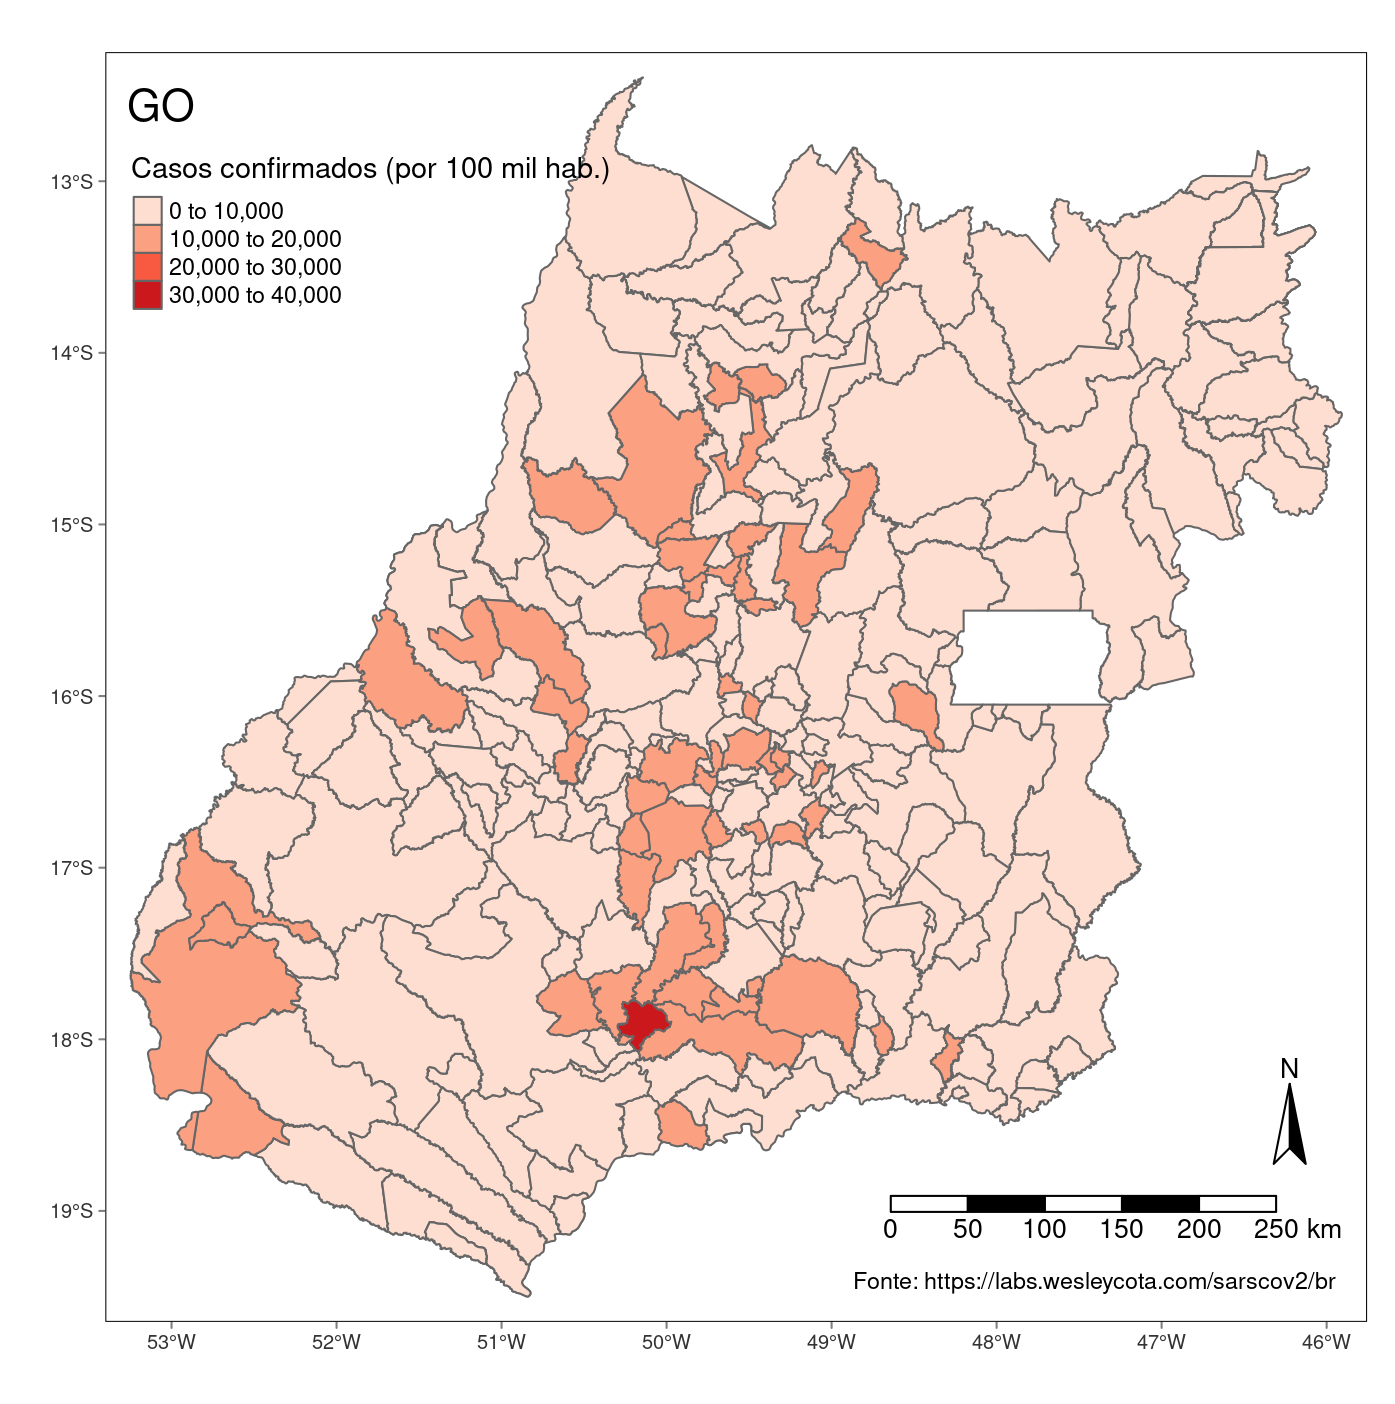 GO
Casos confirmados (por 100 mil hab.)
0 to 10,000
10,000 to 20,000
20,000 to 30,000
30,000 to 40,000
13°S
14°S
15°S
16°S
17°S
18°S
19°S
N
0 50 100 150 200 250 km
Fonte: https://labs.wesleycota.com/sarscov2/br
53°W 52°W 51°W 50°W 49°W 48°W 47°W 46°W